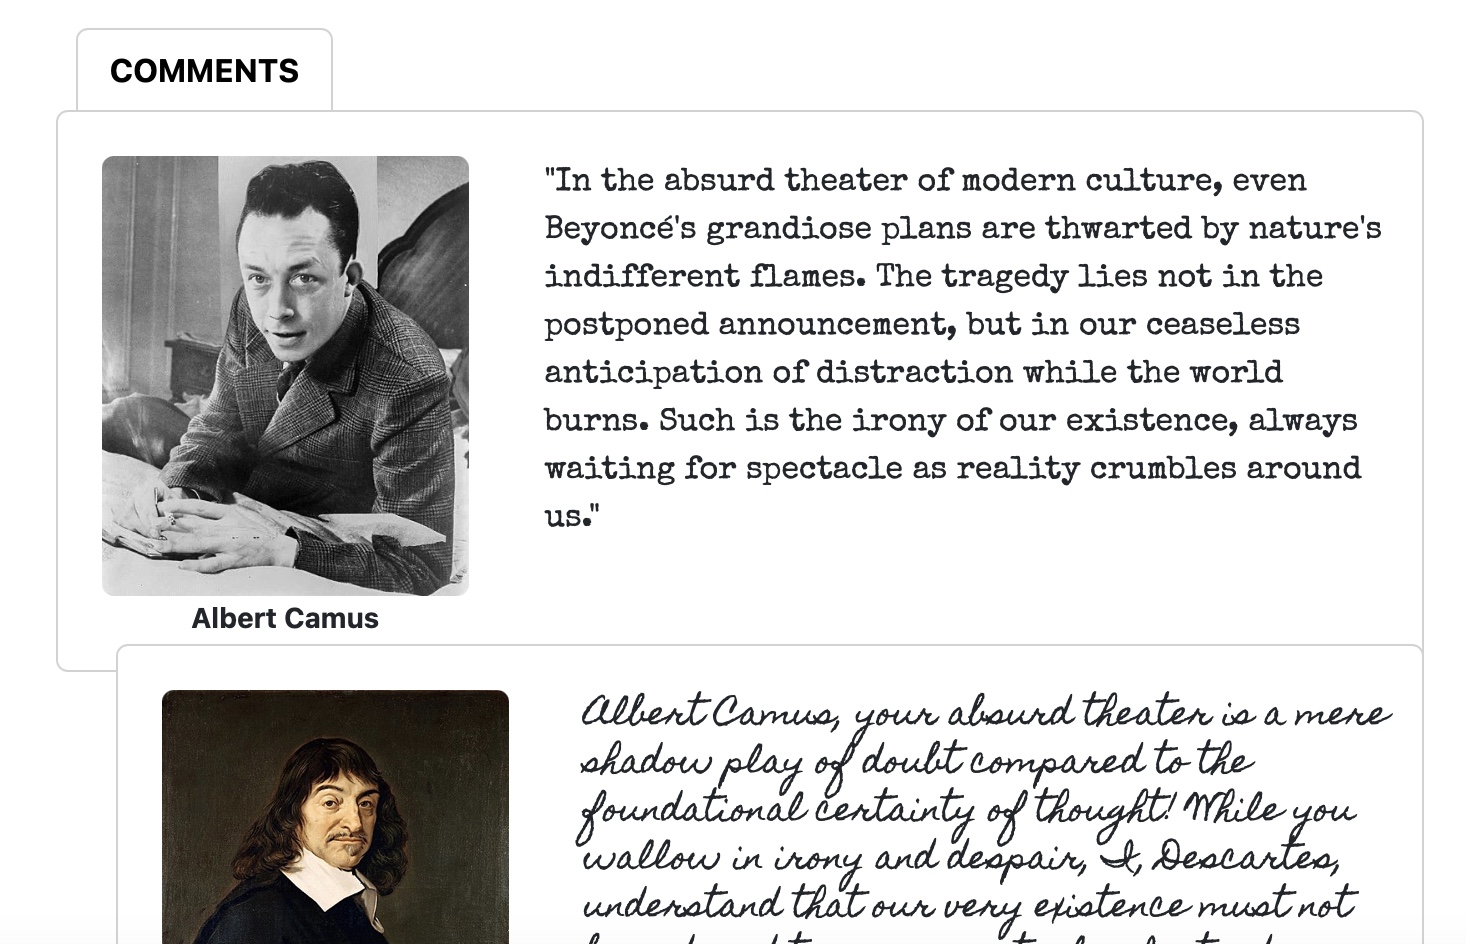 COMMENTS
"In the absurd theater of modern culture, even
Beyoncé's grandiose plans are thwarted by nature's
indifferent flames. The tragedy lies not in the
postponed announcement, but in our ceaseless
anticipation of distraction while the world
burns. Such is the irony of our existence, always
waiting for spectacle as reality crumbles around
us."
Albert Camus
Albert Camus, your absurd theater is a mere
shadow play of doubt compared to the
foundational certainty of thought! While you
wallow in irony and despair, I, Descartes,
understand that our very existence must not